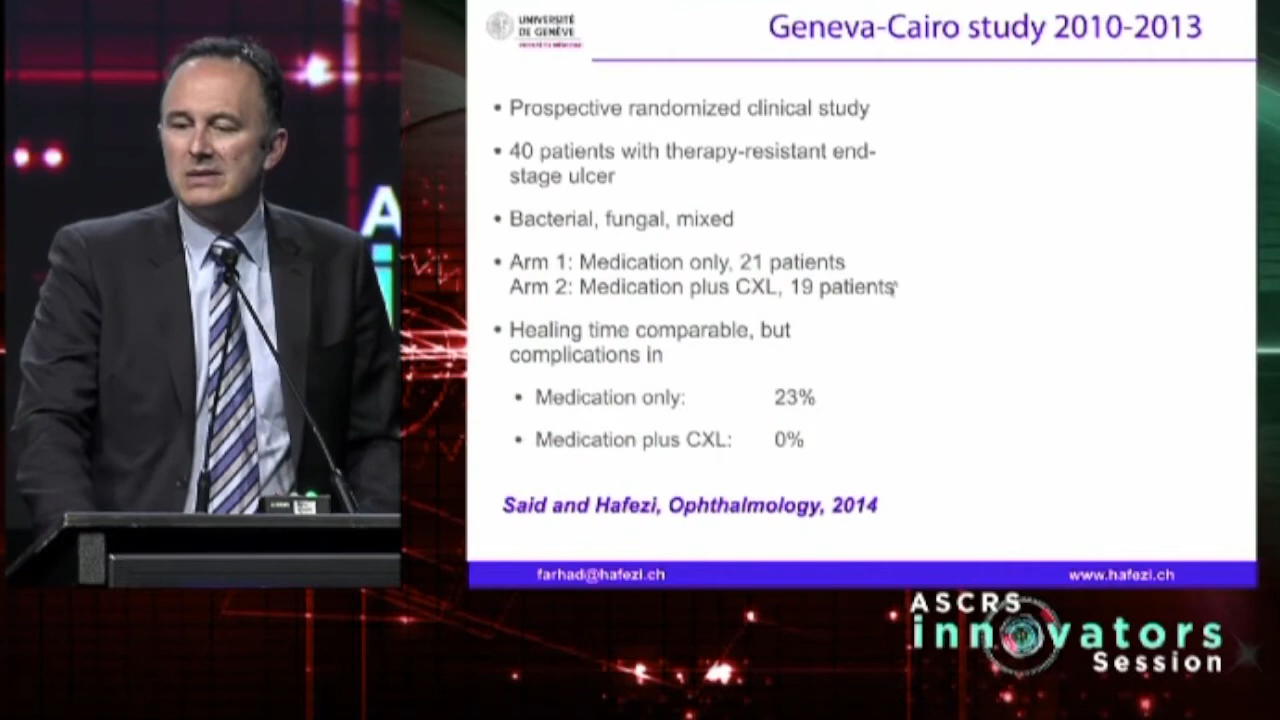 UNIVERSITÉ
DE GENÈVE
Geneva-Cairo study 2010-2013
• Prospective randomized clinical study
• 40 patients with therapy-resistant end-
stage ulcer
• Bacterial, fungal, mixed
• Arm 1: Medication only, 21 patients
Arm 2: Medication plus CXL, 19 patients
• Healing time comparable, but
complications in
• Medication only: 23%
• Medication plus CXL: 0%
Said and Hafezi, Ophthalmology, 2014
farhad@hafezi.ch
www.hafezi.ch
A
ASCRS
innovators
Session